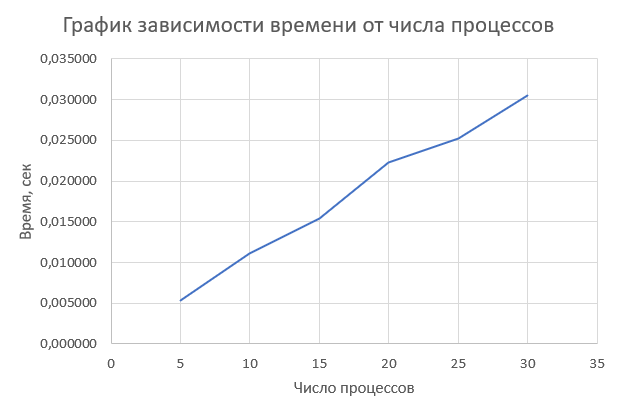 График зависимости времени от числа процессов
0,035000
0,030000
0,025000
0,020000
0,015000
0,010000
0,005000
0,000000
Время, сек
0 5 10 15 20 25 30 35
Число процессов